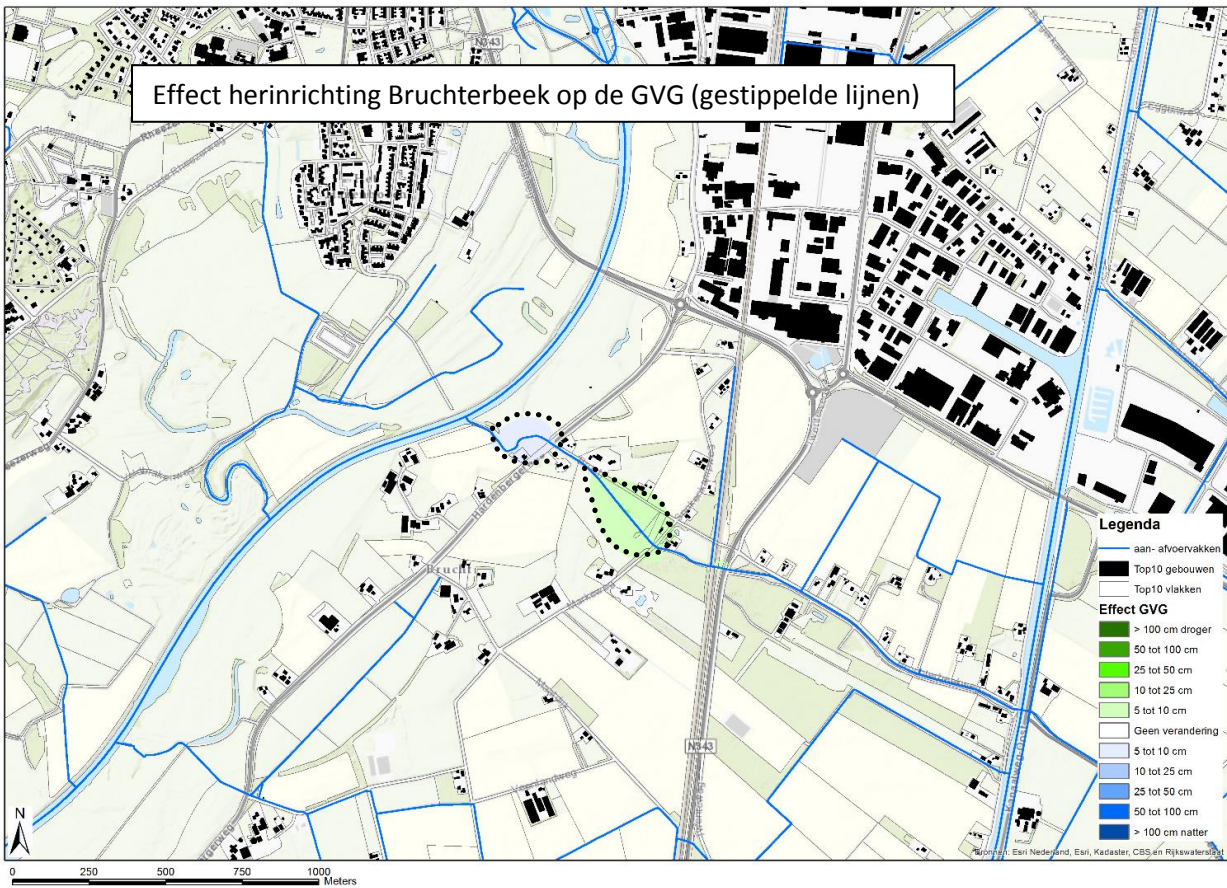 N343
Effect herinrichting Bruchterbeek op de GVG (gestippelde lijnen)
N343
Legenda
aan- afvoervakken
Top10 gebouwen
Top10 vlakken
Effect GVG
> 100 cm droger
50 tot 100 cm
25 tot 50 cm
10 tot 25 cm
5 tot 10 cm
Geen verandering
5 tot 10 cm
10 tot 25 cm
25 tot 50 cm
50 tot 100 cm
> 100 cm natter
N
Bronnen: Esri Nederland, Esri, Kadaster, CBS en Rijkswaterstaat
0 250 500 750 1000
Meters